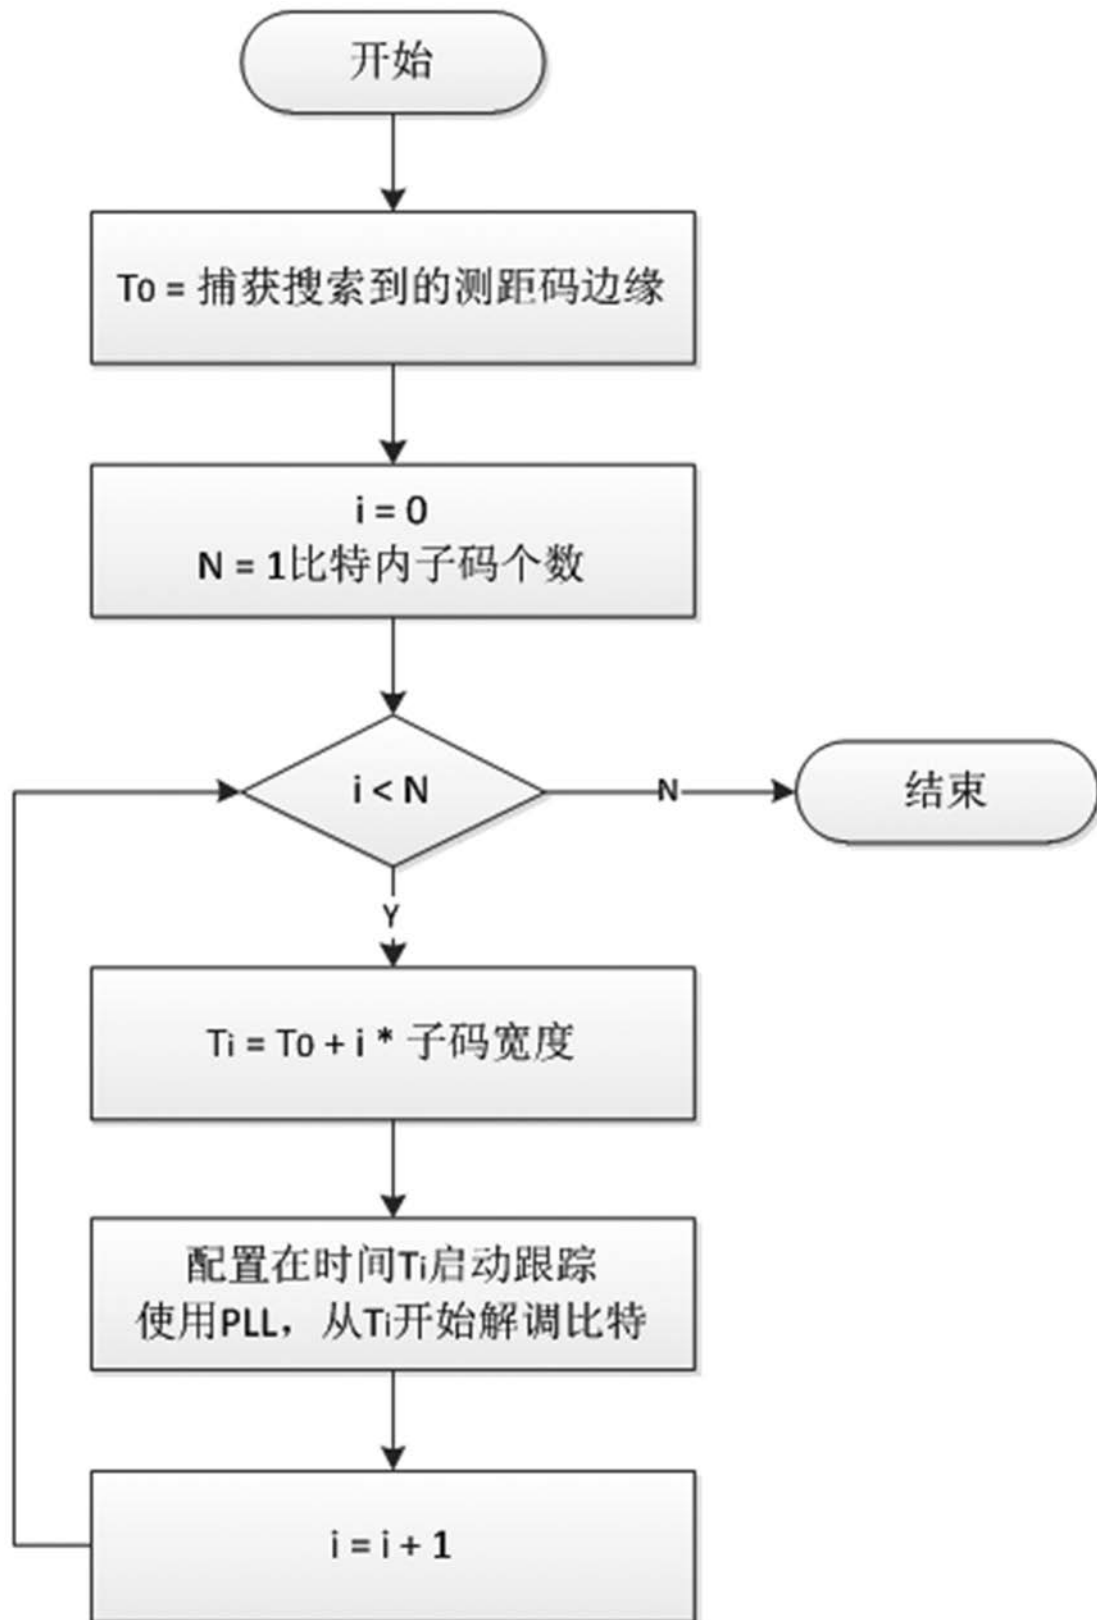 开始
To = 捕获搜索到的测距码边缘
i = 0
N = 1比特内子码个数
i < N
N
结束
Y
Ti = To + i * 子码宽度
配置在时间Ti启动跟踪
使用PLL，从Ti开始解调比特
i = i + 1